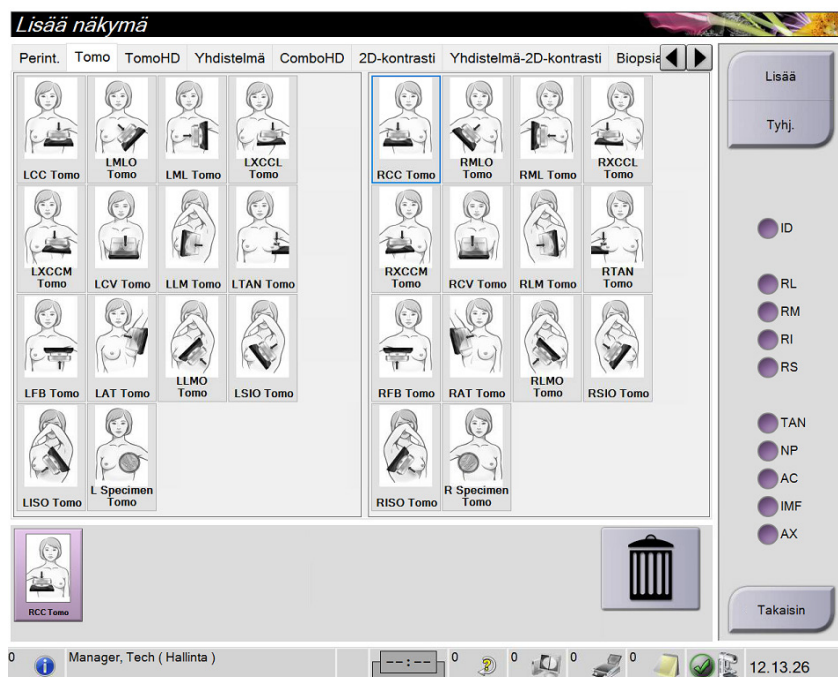 Lisää näkymä
Perint. Tomo TomoHD Yhdistelmä ComboHD 2D-kontrasti Yhdistelmä-2D-kontrasti Biopsia
LCC Tomo
LMLO
Tomo
LML Tomo
LXCCL
Tomo
RCC Tomo
RMLO
Tomo
RML Tomo
RXCCL
Tomo
LXCCM
Tomo
LCV Tomo
LLM Tomo
LTAN Tomo
RXCCM
Tomo
RCV Tomo
RLM Tomo
RTAN
Tomo
LFB Tomo
LAT Tomo
LLMO
Tomo
LSIO Tomo
RFB Tomo
RAT Tomo
RLMO
Tomo
RSIO Tomo
LISO Tomo
L Specimen
Tomo
RISO Tomo
R Specimen
Tomo
RCC Tomo
Lisää
Tyhj.
ID
RL
RM
RI
RS
TAN
NP
AC
IMF
AX
Takaisin
0 Manager, Tech ( Hallinta ) --:-- 0 0 0 0 12.13.26